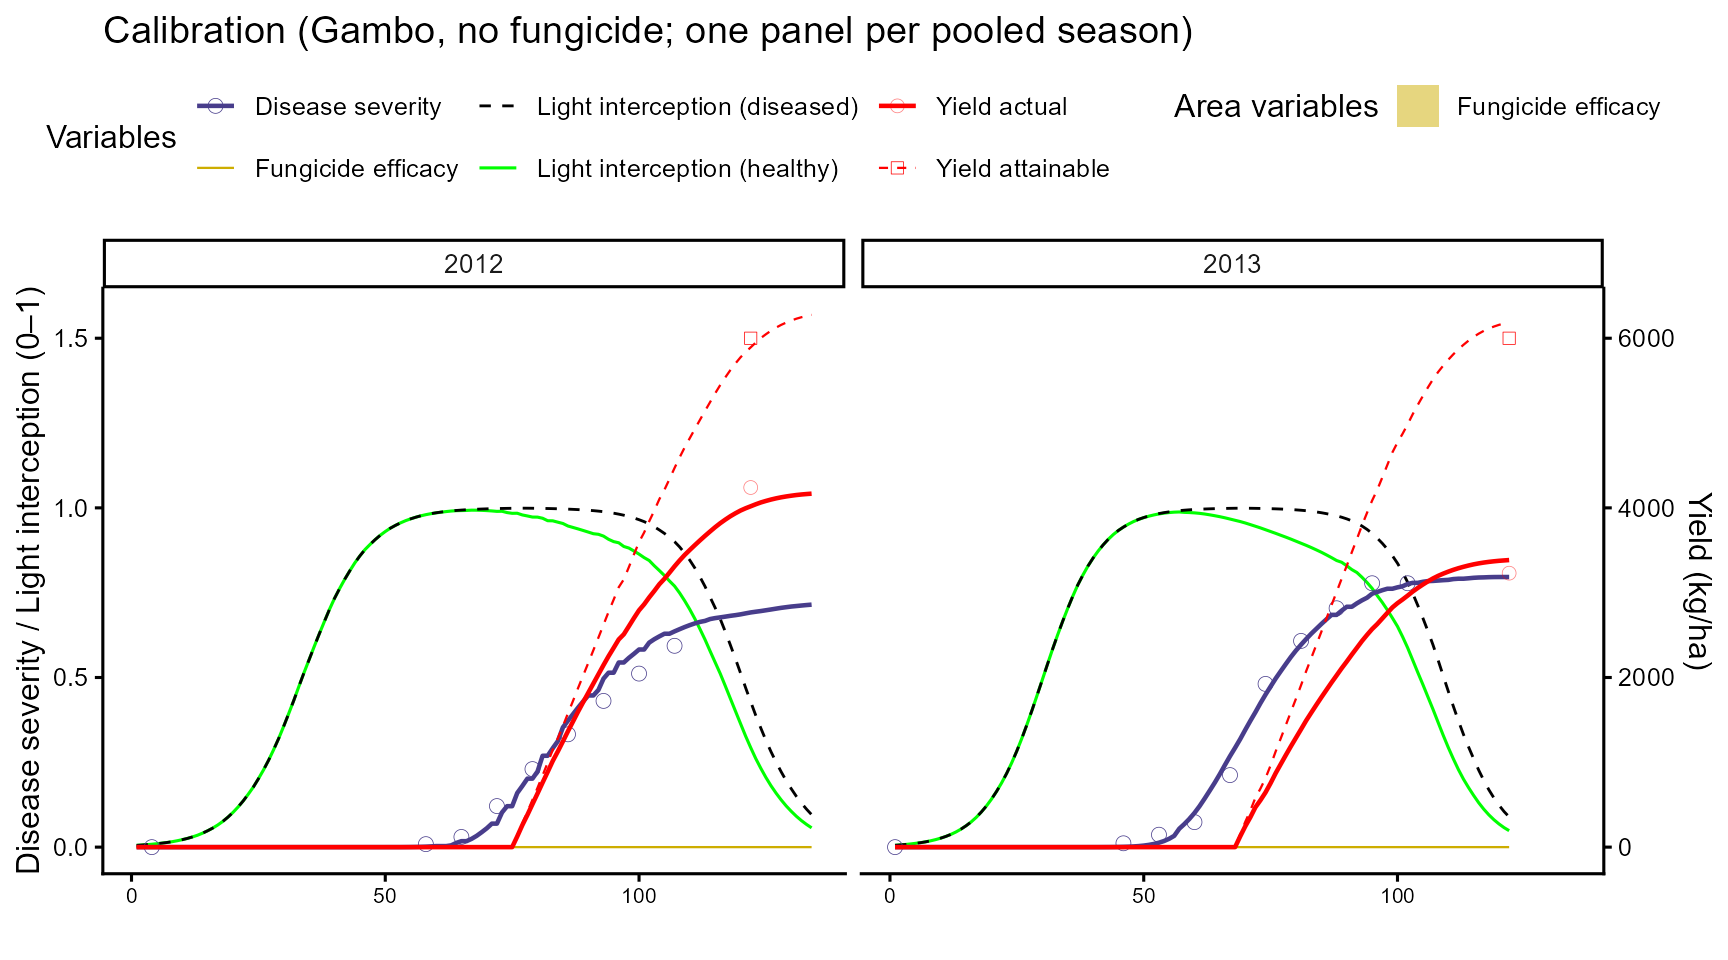 Calibration (Gambo, no fungicide; one panel per pooled season)
Variables
Disease severity
Light interception (diseased)
Yield actual
Fungicide efficacy
Light interception (healthy)
Yield attainable
Area variables
Fungicide efficacy
2012
2013
Disease severity / Light interception (0–1)
1.5
1.0
0.5
0.0
6000
4000
2000
0
Yield (kg/ha)
0
50
100
0
50
100